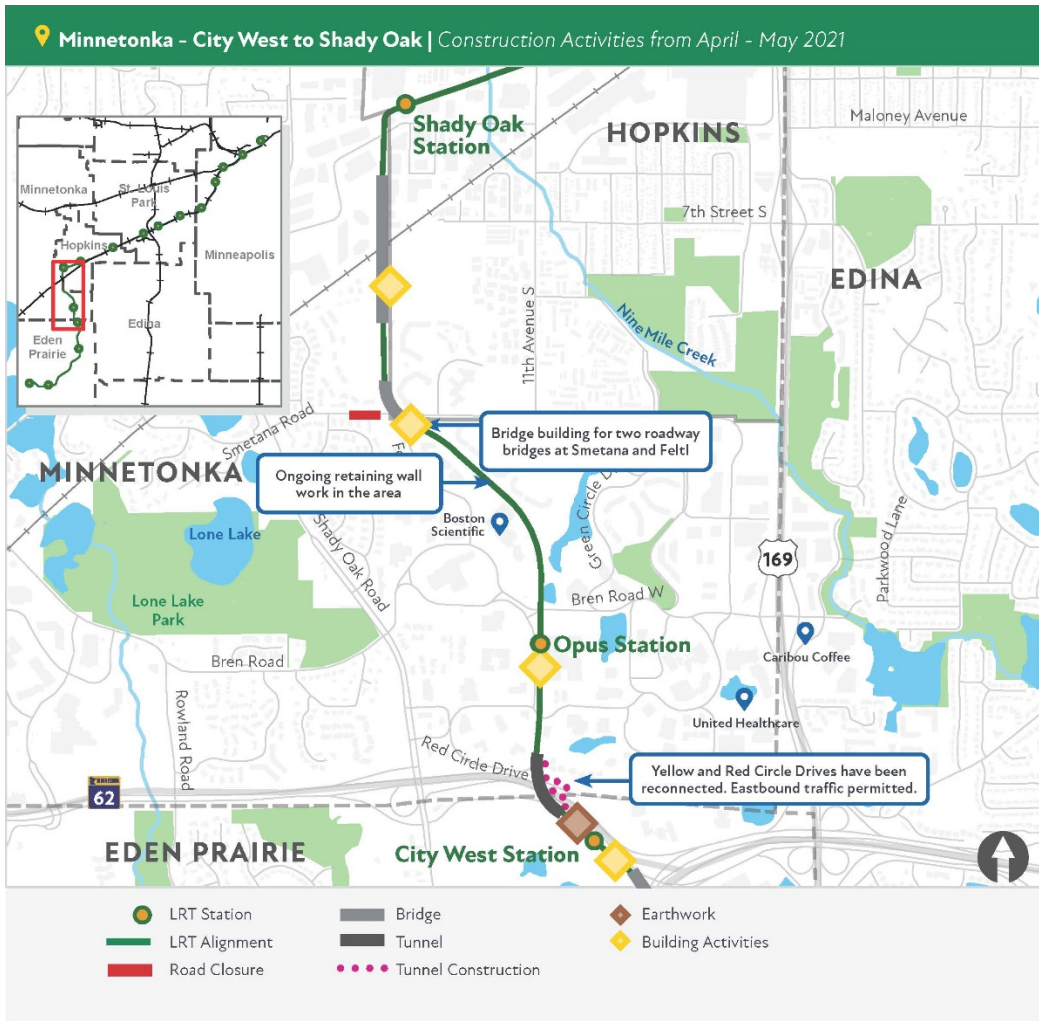 Minnetonka - City West to Shady Oak | Construction Activities from April - May 2021
Shady Oak
Station
HOPKINS
Maloney Avenue
Minnetonka
St. Louis
Park
7th Street S
Hopkins
Minneapolis
EDINA
11th Avenue S
Nine Mile Creek
Edina
Eden
Prairie
Smetana Road
Bridge building for two roadway
bridges at Smetana and Feltl
MINNETONKA
Ongoing retaining wall
work in the area
Boston
Scientific
Green Circle
Lone Lake
Shady Oak Road
169
Parkwood Lane
Lone Lake
Park
Bren Road W
Opus Station
Bren Road
Caribou Coffee
Rowland Road
United Healthcare
Red Circle Drive
Yellow and Red Circle Drives have been
reconnected. Eastbound traffic permitted.
62
EDEN PRAIRIE
City West Station
LRT Station
LRT Alignment
Road Closure
Bridge
Tunnel
Tunnel Construction
Earthwork
Building Activities